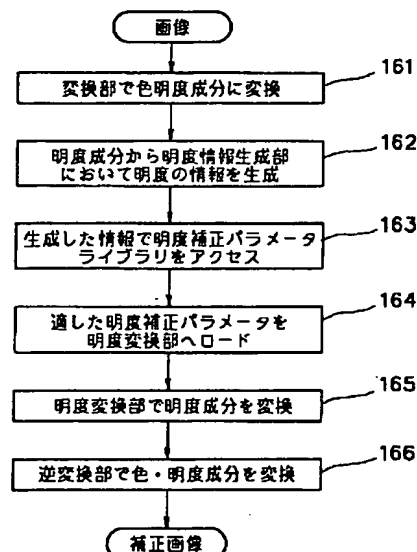 画像
変換部で色明度成分に変換
161
明度成分から明度情報生成部
において明度の情報を生成
162
生成した情報で明度補正パラメータ
ライブラリをアクセス
163
適した明度補正パラメータを
明度変換部へロード
164
明度変換部で明度成分を変換
165
逆変換部で色・明度成分を変換
166
補正画像